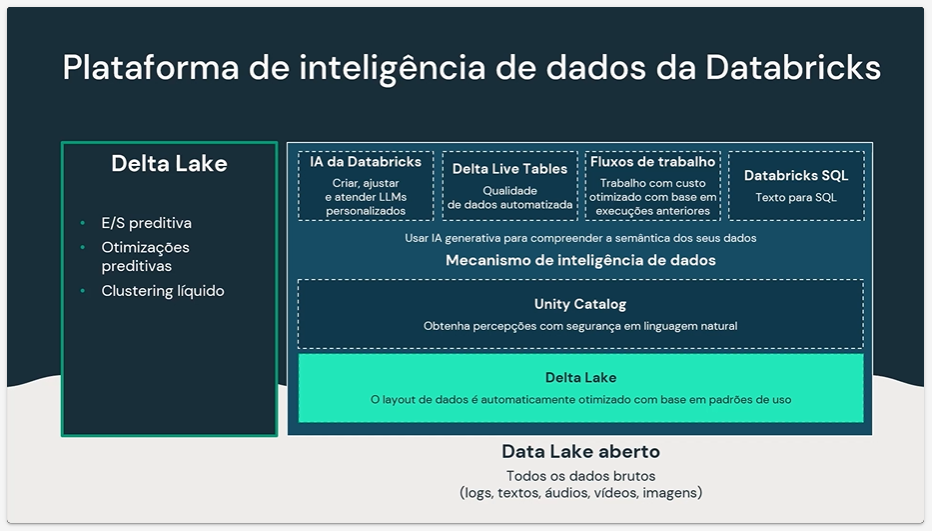 Plataforma de inteligência de dados da Databricks
Delta Lake
• E/S preditiva
• Otimizações
preditivas
• Clustering líquido
IA da Databricks
Criar, ajustar
e atender LLMs
personalizados
Delta Live Tables
Qualidade
de dados automatizada
Fluxos de trabalho
Trabalho com custo
otimizado com base em
execuções anteriores
Databricks SQL
Texto para SQL
Usar IA generativa para compreender a semântica dos seus dados
Mecanismo de inteligência de dados
Unity Catalog
Obtenha percepções com segurança em linguagem natural
Delta Lake
O layout de dados é automaticamente otimizado com base em padrões de uso
Data Lake aberto
Todos os dados brutos
(logs, textos, áudios, vídeos, imagens)